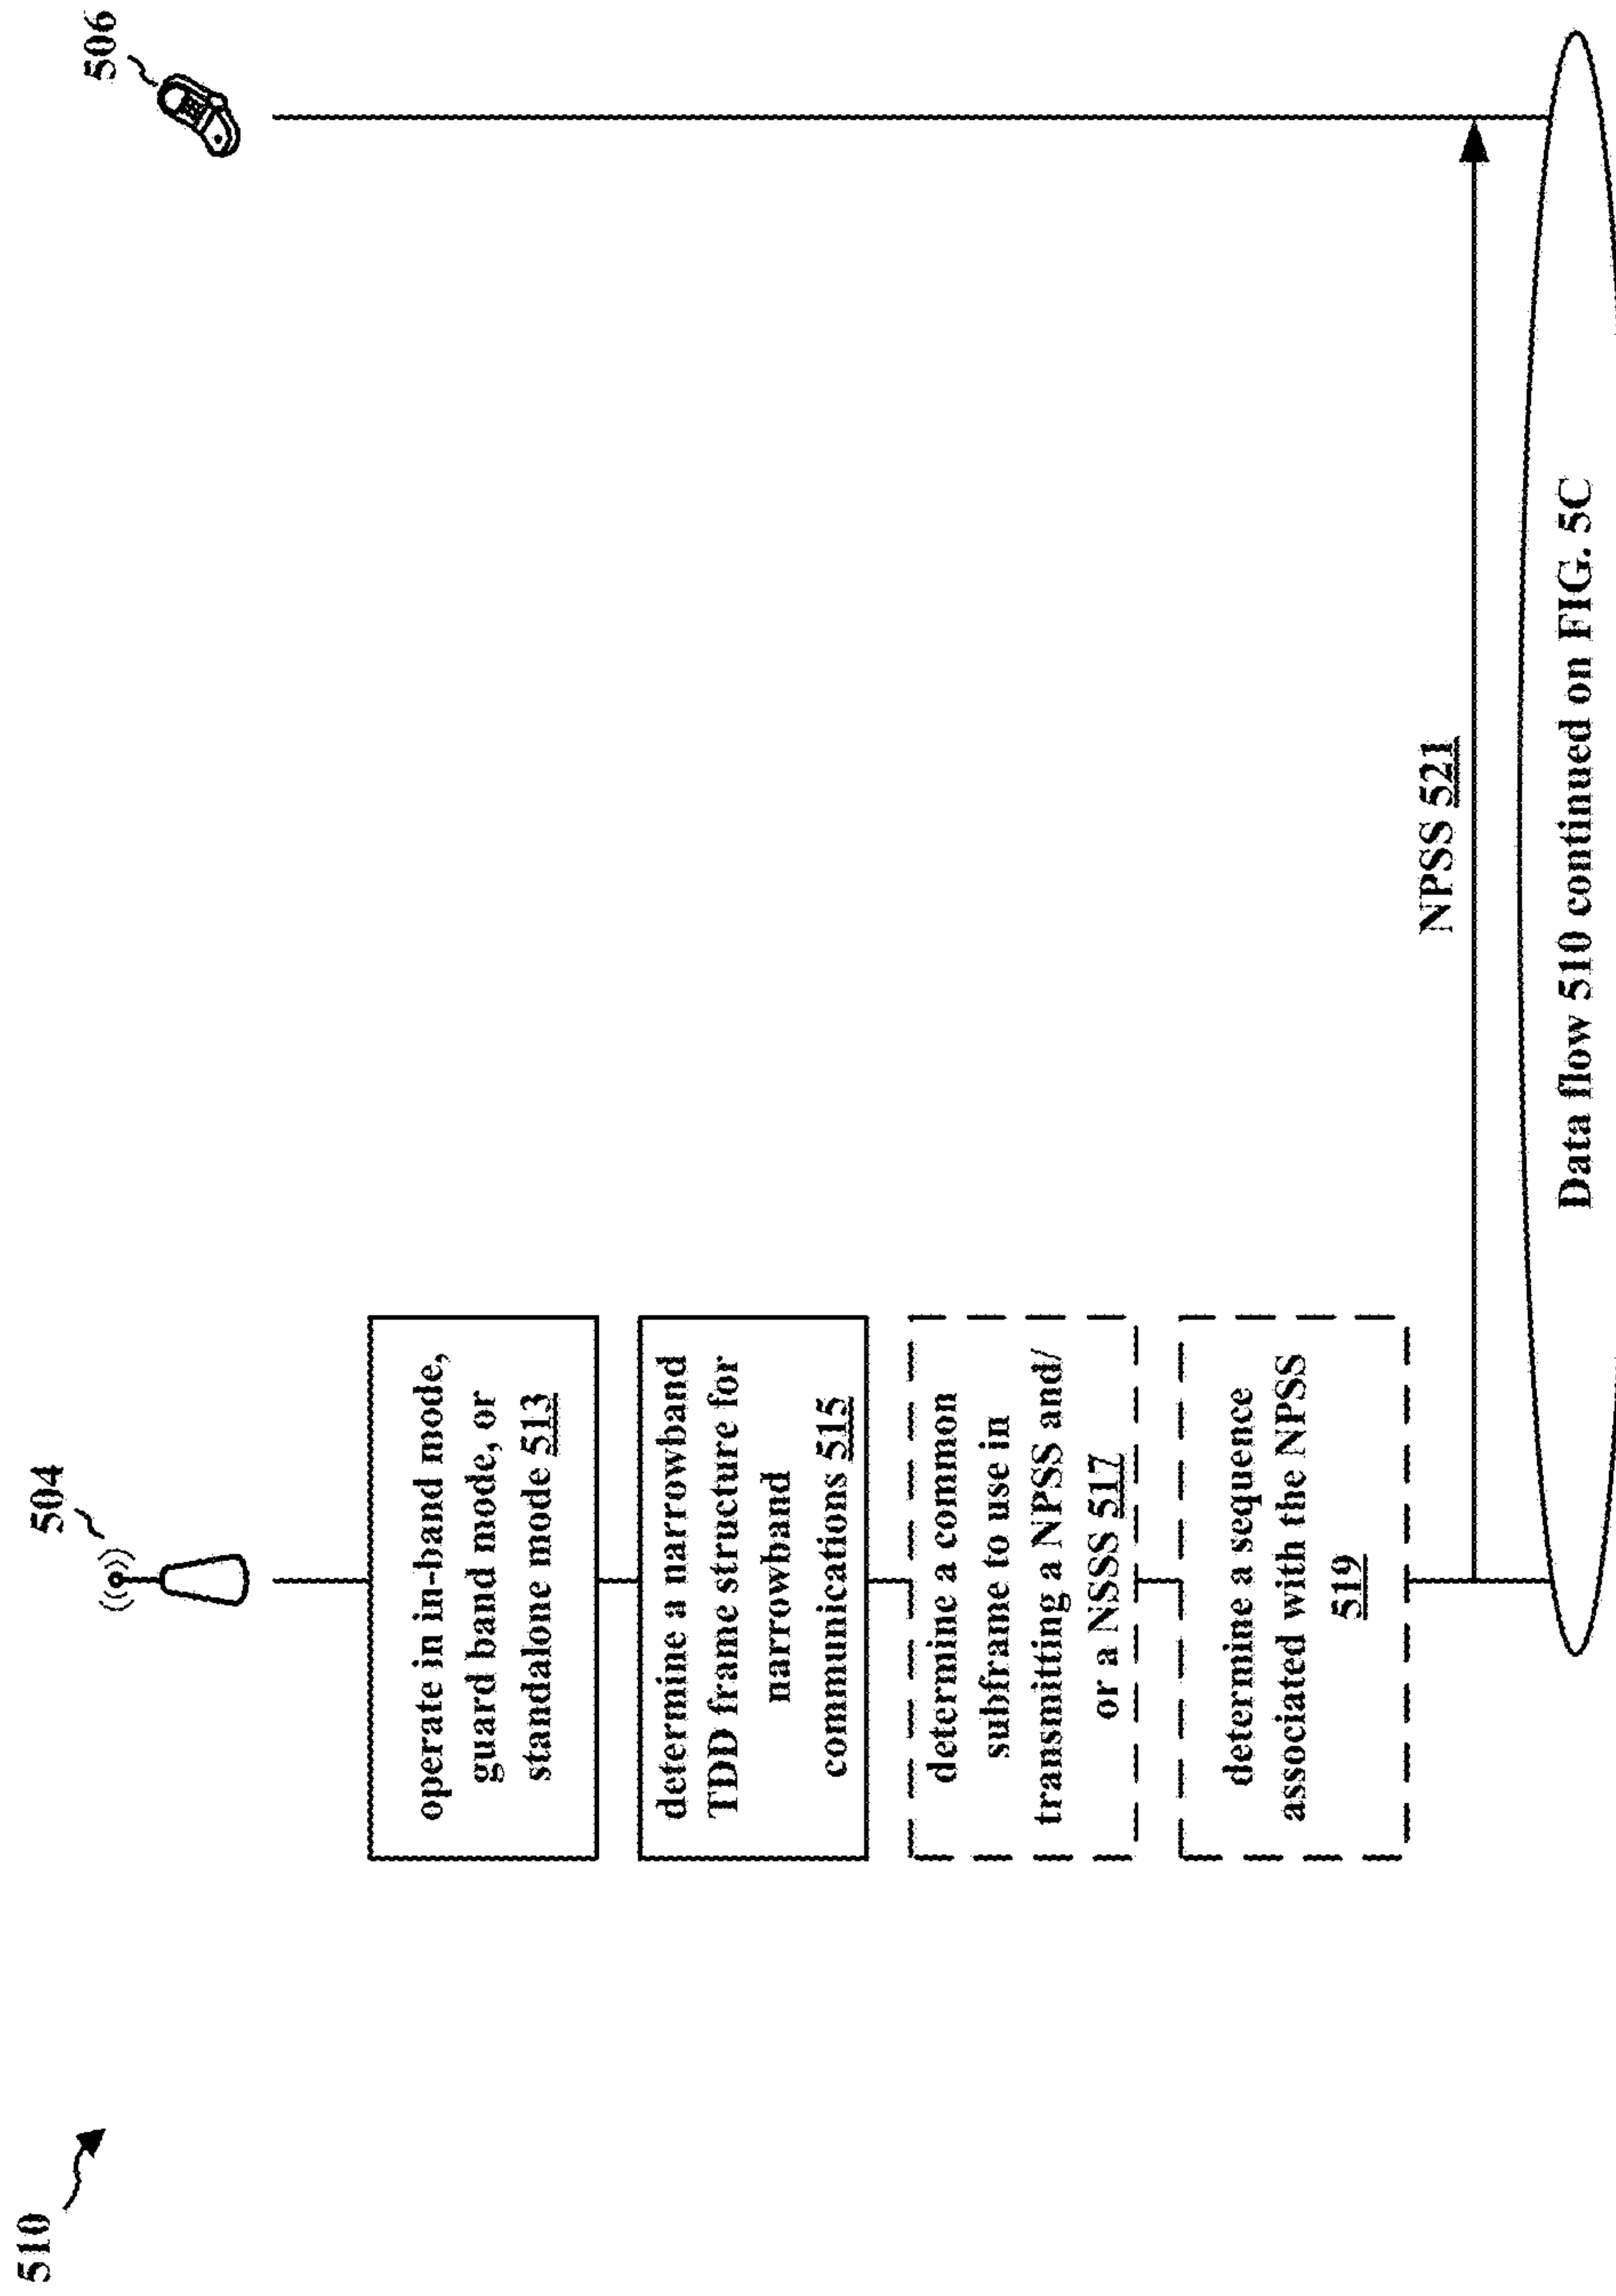 510
504
506
operate in in-band mode,
guard band mode, or
standalone mode 513
determine a narrowband
TDD frame structure for
narrowband
communications 515
determine a common
subframe to use in
transmitting a NPSS and/
or a NSSS 517
determine a sequence
associated with the NPSS
519
NPSS 521
Data flow 510 continued on FIG. 5C